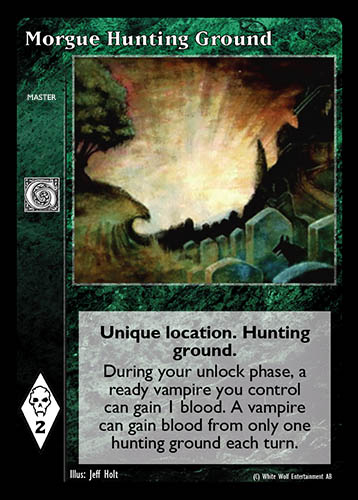 Morgue Hunting Ground
MASTER
Unique location. Hunting
ground.
During your unlock phase, a
ready vampire you control
can gain 1 blood. A vampire
can gain blood from only one
hunting ground each turn.
2
Illus: Jeff Holt
(C) White Wolf Entertainment AB